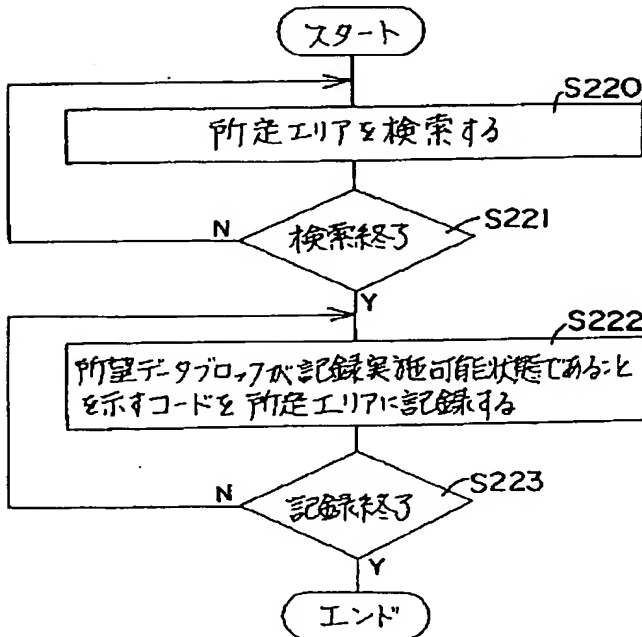 スタート
S220
所定エリアを検索する
N
検索終了
S221
Y
S222
所望データブロックが記録実施可能状態であること
を示すコードを所定エリアに記録する
N
記録終了
S223
Y
エンド